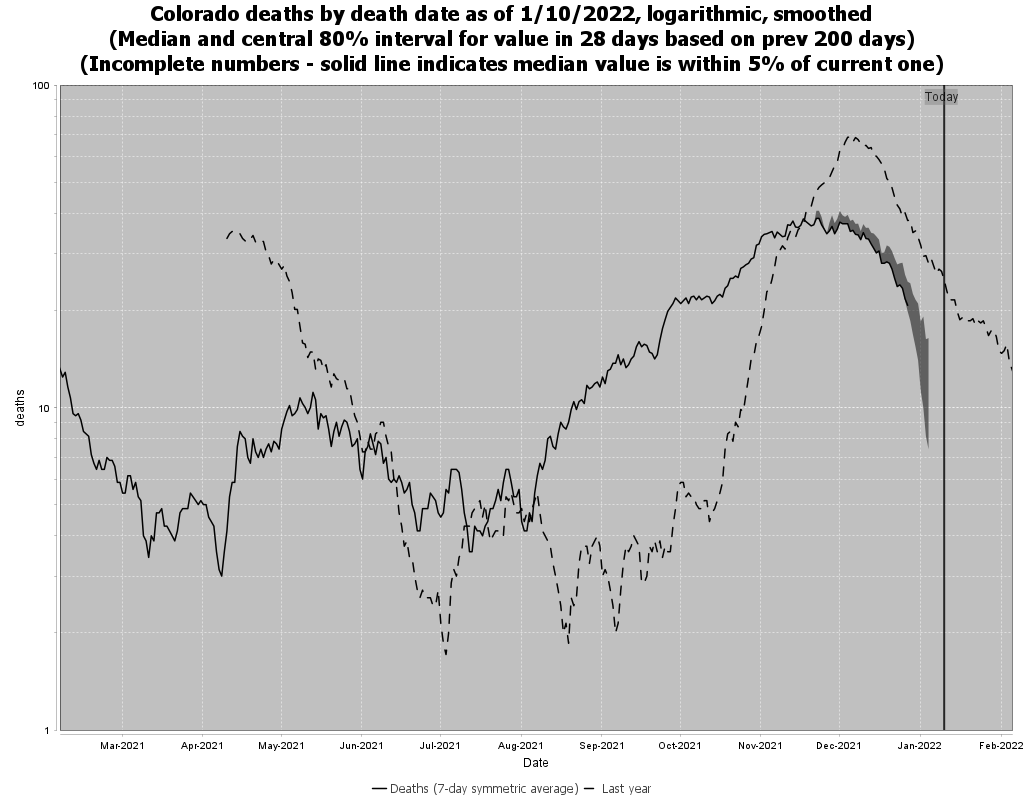 Colorado deaths by death date as of 1/10/2022, logarithmic, smoothed
(Median and central 80% interval for value in 28 days based on prev 200 days)
(Incomplete numbers - solid line indicates median value is within 5% of current one)
100
Today
10
deaths
1
Mar-2021 Apr-2021 May-2021 Jun-2021 Jul-2021 Aug-2021 Sep-2021 Oct-2021 Nov-2021 Dec-2021 Jan-2022 Feb-2022
Date
Deaths (7-day symmetric average) Last year